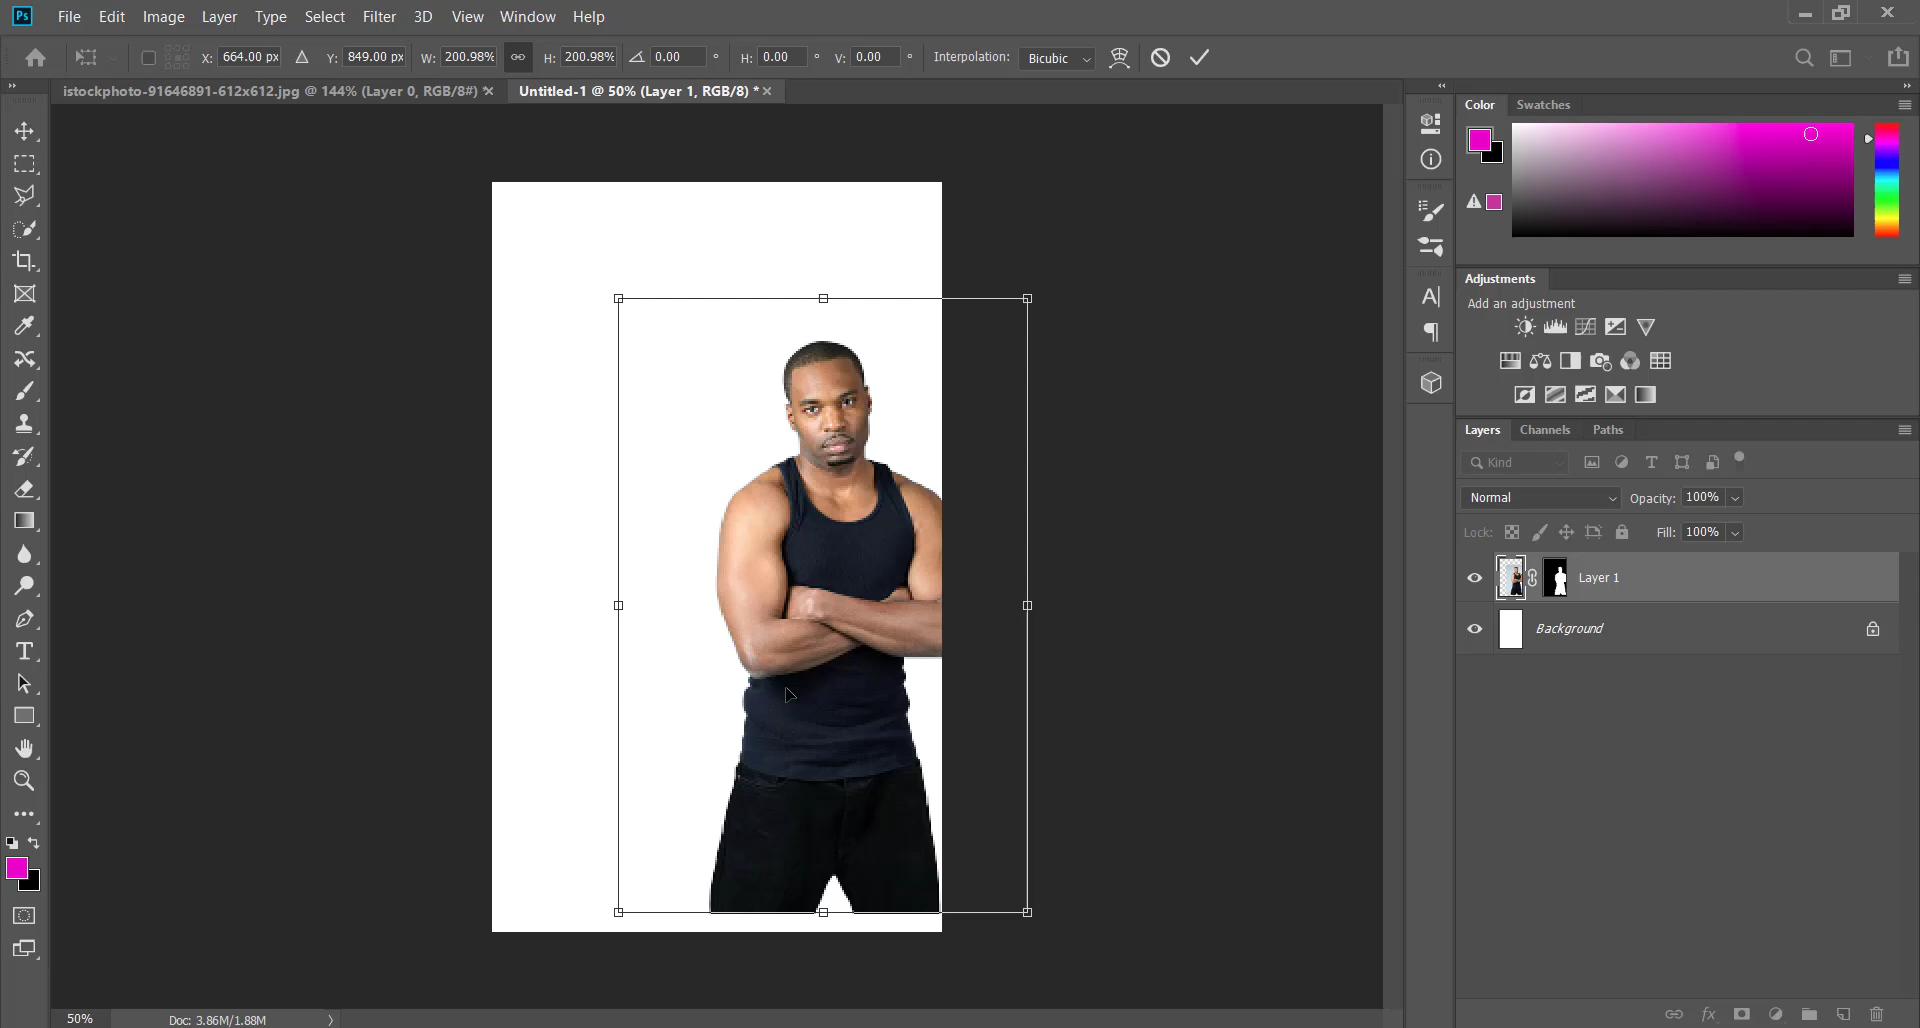 Ps File Edit Image Layer Type Select Filter 3D View Window Help
X: 664.00 px Y: 849.00 px W: 200.98% H: 200.98% 0.00 ° H: 0.00 ° V: 0.00 ° Interpolation: Bicubic
istockphoto-91646891-612x612.jpg @ 144% (Layer 0, RGB/8#) * Untitled-1 @ 50% (Layer 1, RGB/8) *
Color Swatches
Adjustments
Add an adjustment
Layers Channels Paths
Kind
Normal Opacity: 100%
Lock: Fill: 100%
Layer 1
Background
50% Doc: 3.86M/1.88M